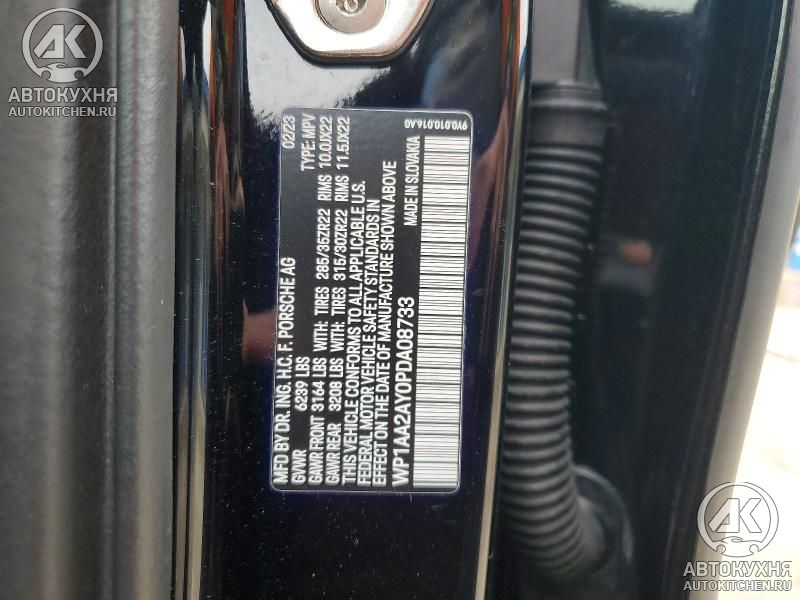 АК
АВТОКУХНЯ
AUTOKITCHEN.RU
MFD BY DR. ING. H.C. F. PORSCHE AG 02/23
GVWR 6239 LBS TYPE: MPV
GAWR FRONT 3164 LBS WITH: TIRES 285/35ZR22 RIMS 10.0JX22
GAWR REAR 3208 LBS WITH: TIRES 315/30ZR22 RIMS 11.5JX22
THIS VEHICLE CONFORMS TO ALL APPLICABLE U.S.
FEDERAL MOTOR VEHICLE SAFETY STANDARDS IN
EFFECT ON THE DATE OF MANUFACTURE SHOWN ABOVE
WP1AA2AY0PDA08733
MADE IN SLOVAKIA
9Y0.010.016.AG
АК
АВТОКУХНЯ
AUTOKITCHEN.RU